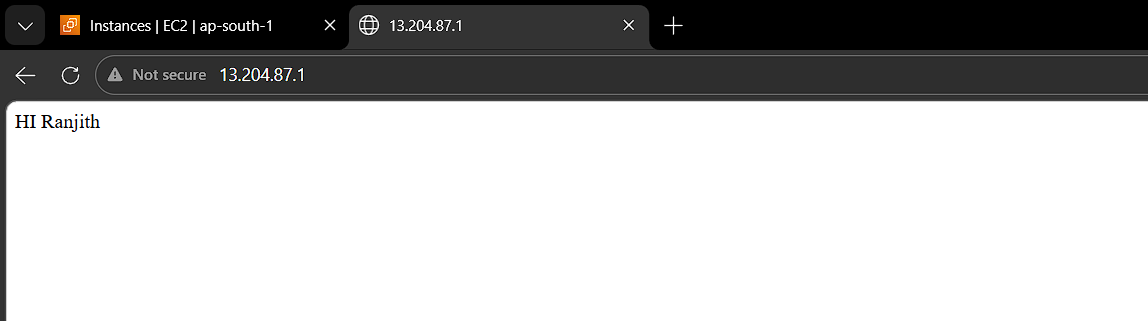 Instances | EC2 | ap-south-1
13.204.87.1
Not secure 13.204.87.1
HI Ranjith